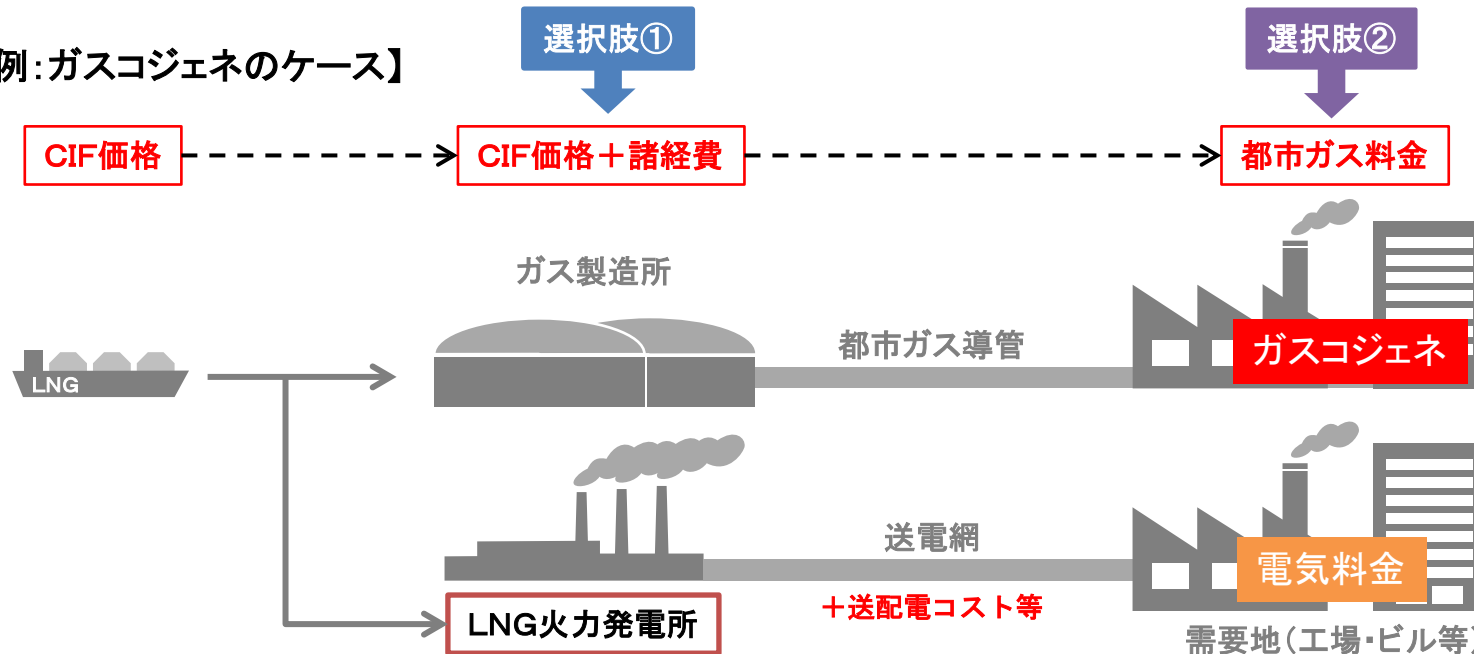 選択肢①
選択肢②
例:ガスコジェネのケース】
CIF価格
CIF価格+諸経費
都市ガス料金
ガス製造所
都市ガス導管
ガスコジェネ
LNG
送電網
電気料金
+送配電コスト等
LNG火力発電所
需要地(工場・ビル等)